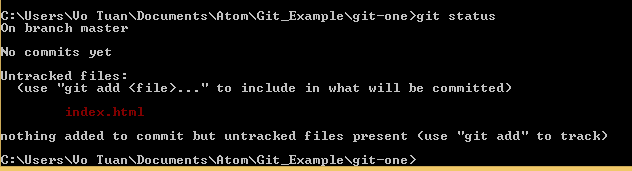 C:\Users\Vo Tuan\Documents\Atom\Git_Example\git-one>git status
On branch master
No commits yet
Untracked files:
(use "git add <file>..." to include in what will be committed)
index.html
nothing added to commit but untracked files present (use "git add" to track)
C:\Users\Vo Tuan\Documents\Atom\Git_Example\git-one>